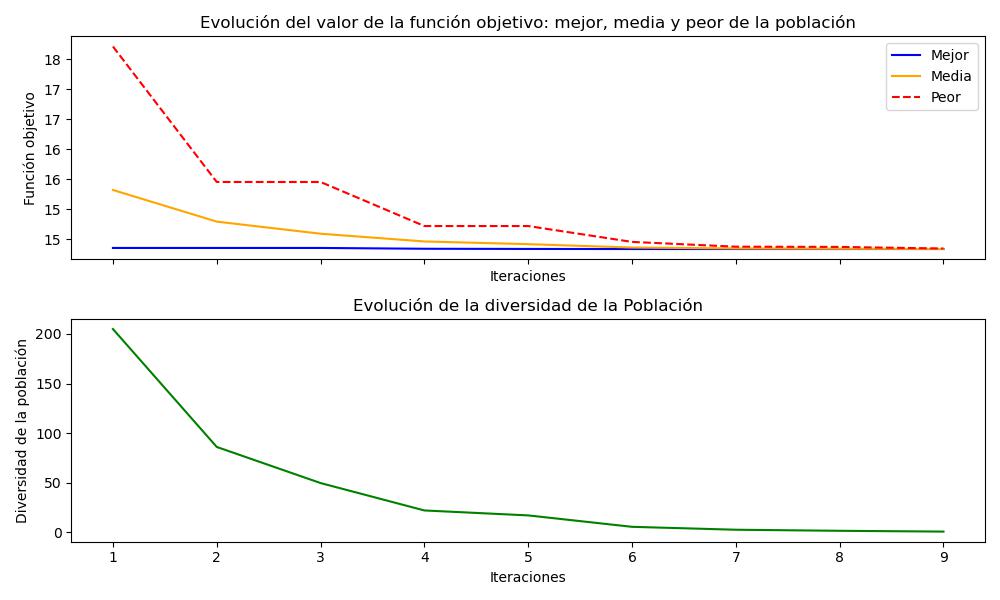 Evolución del valor de la función objetivo: mejor, media y peor de la población
Función objetivo
18
17
17
16
16
15
15
Mejor
Media
Peor
Iteraciones
Evolución de la diversidad de la Población
Diversidad de la población
200
150
100
50
0
1 2 3 4 5 6 7 8 9
Iteraciones